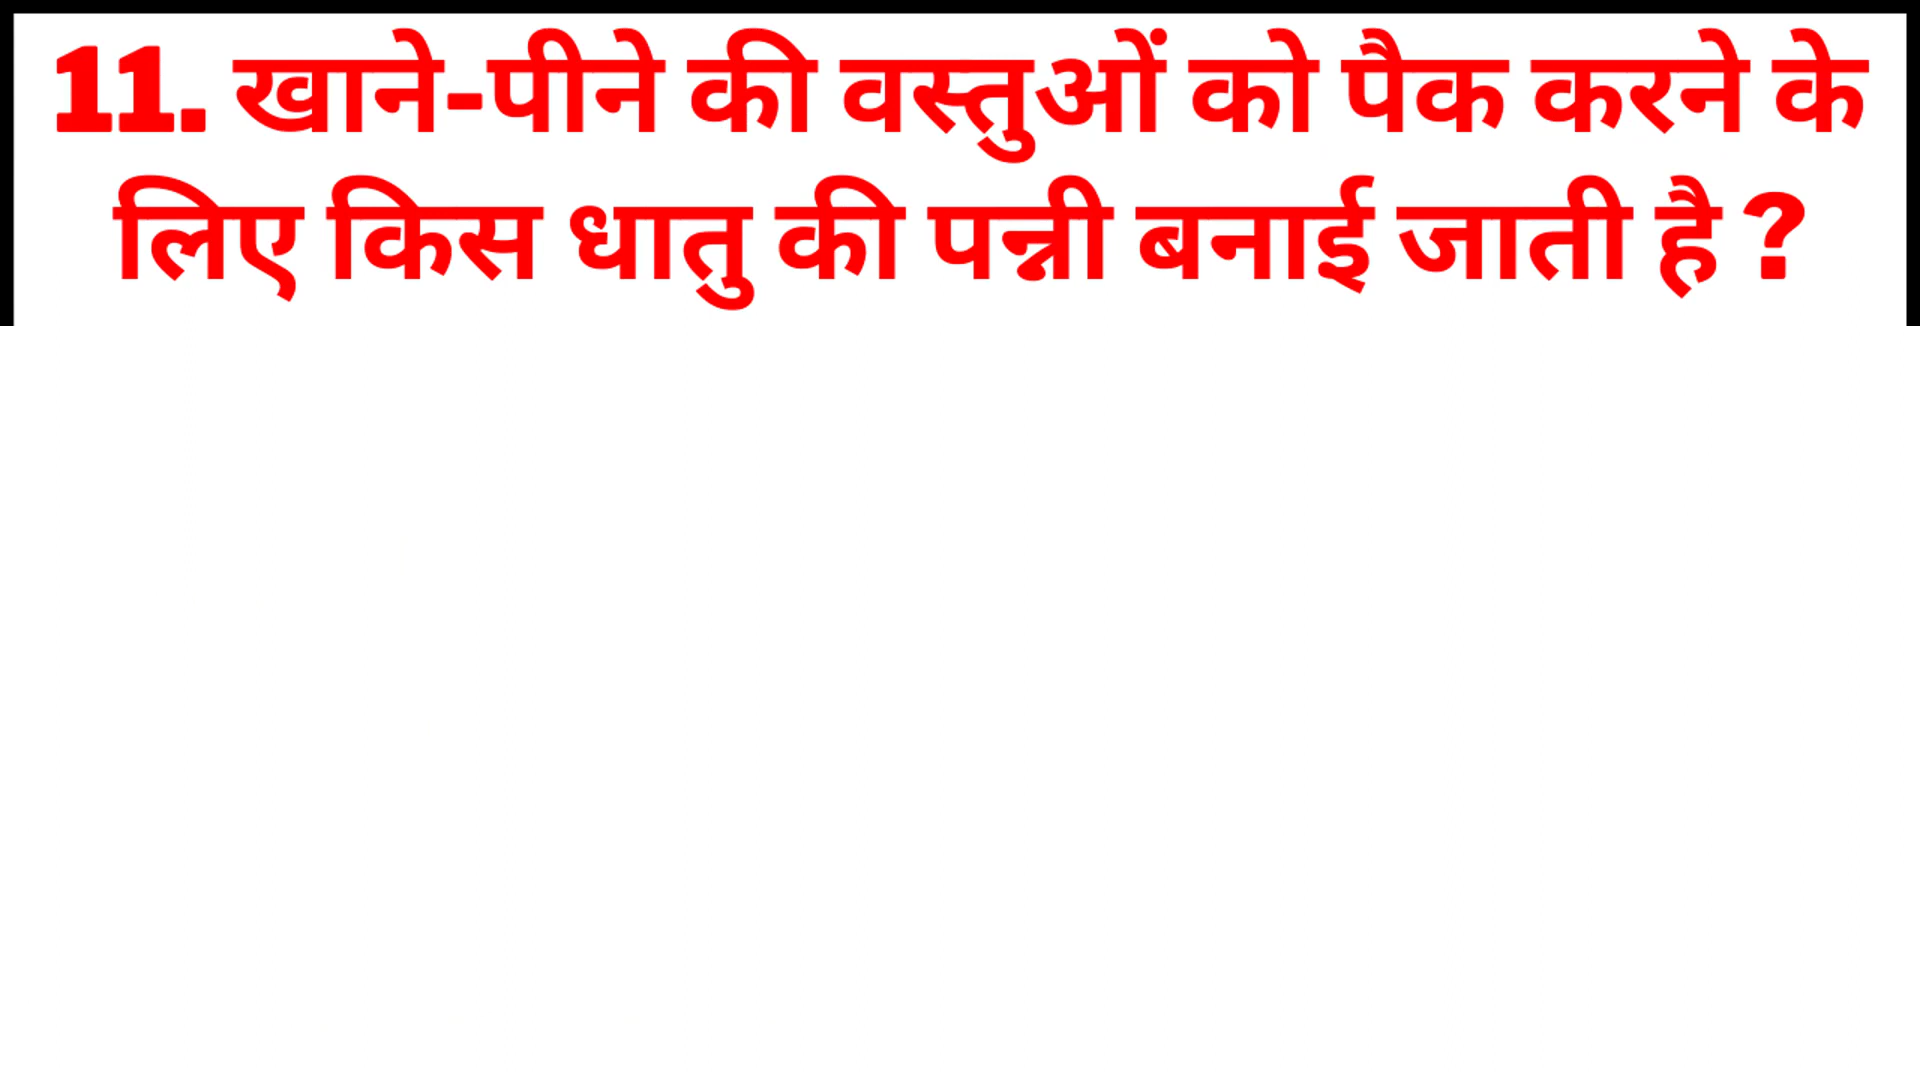 11. खाने-पीने की वस्तुओं को पैक करने के
लिए किस धातु की पन्नी बनाई जाती है ?